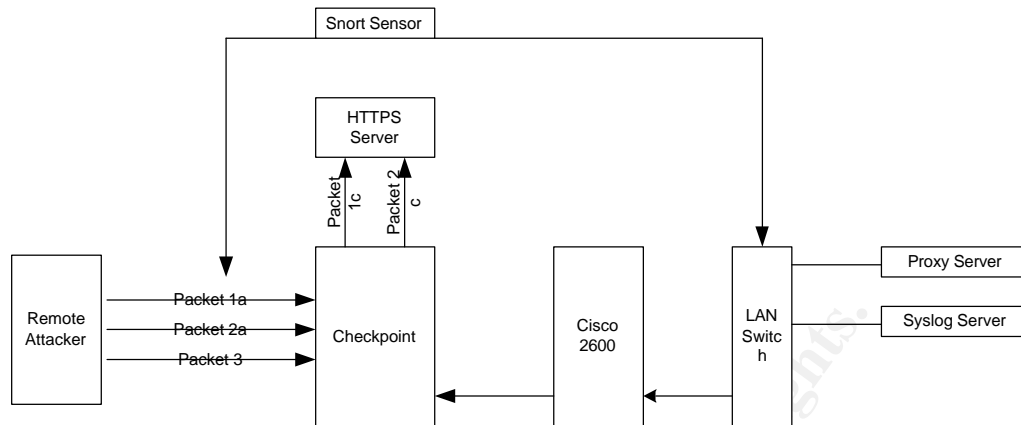 Snort Sensor
HTTPS
Server
Packet
1c
Packet 2
c
Remote
Attacker
Packet 1a
Packet 2a
Packet 3
Checkpoint
Cisco
2600
LAN
Switc
h
Proxy Server
Syslog Server
ghts.